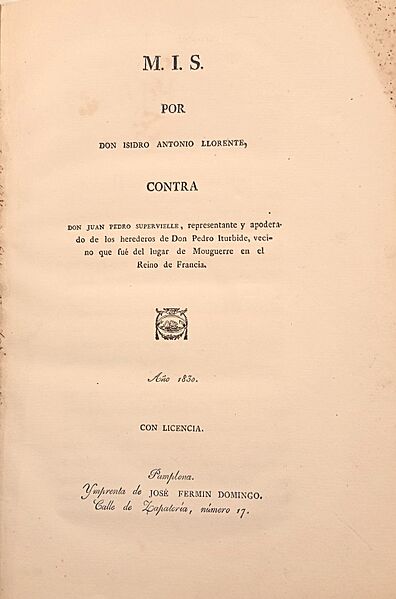 M. I. S.
POR
DON ISIDRO ANTONIO LLORENTE,
CONTRA
DON JUAN PEDRO SUPERVIELLE, representante y apodera-
do de los herederos de Don Pedro Iturbide, veci-
no que fué del lugar de Mouguerre en el
Reino de Francia.
Año 1830.
CON LICENCIA.
Pamplona.
Ymprenta de JOSÉ FERMIN DOMINGO.
Calle de Zapatería, número 17.